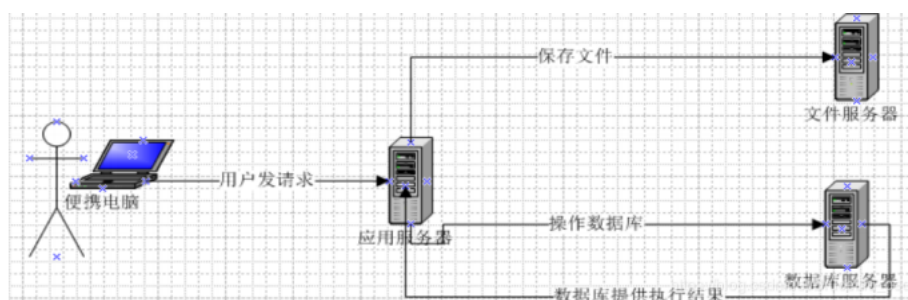 保存文件
文件服务器
用户发请求
便携电脑
应用服务器
操作数据库
数据库服务器
数据库提供执行结果